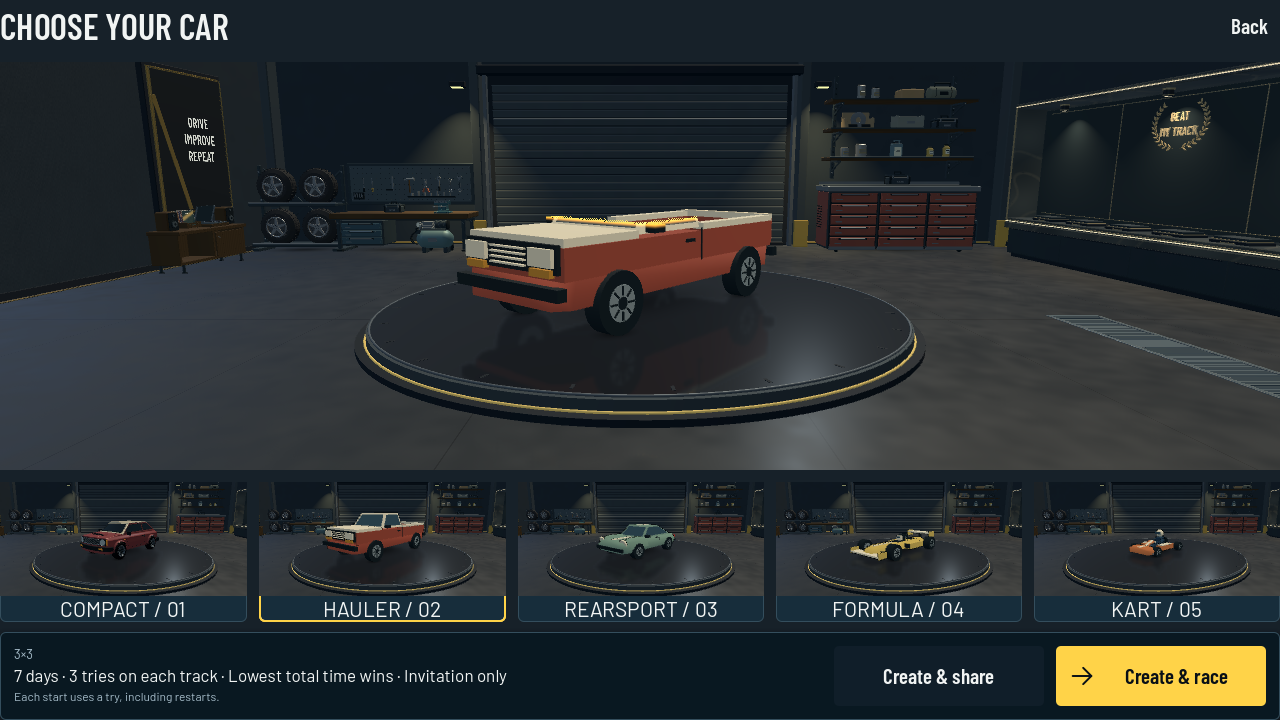 CHOOSE YOUR CAR
Back
DRIVE
IMPROVE
REPEAT
BEAT
MY TRACK
COMPACT / 01
HAULER / 02
REARSPORT / 03
FORMULA / 04
KART / 05
3×3
7 days · 3 tries on each track · Lowest total time wins · Invitation only
Each start uses a try, including restarts.
Create & share
Create & race